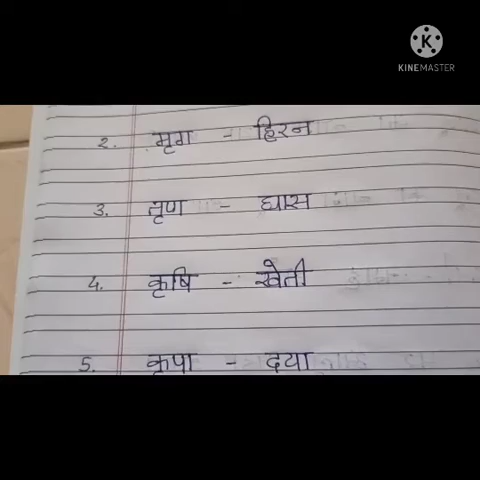 K
KINEMASTER
2. मृग - हिरन
3. तृण - घास
4. कृषि - खेती
5. कृपा - दया